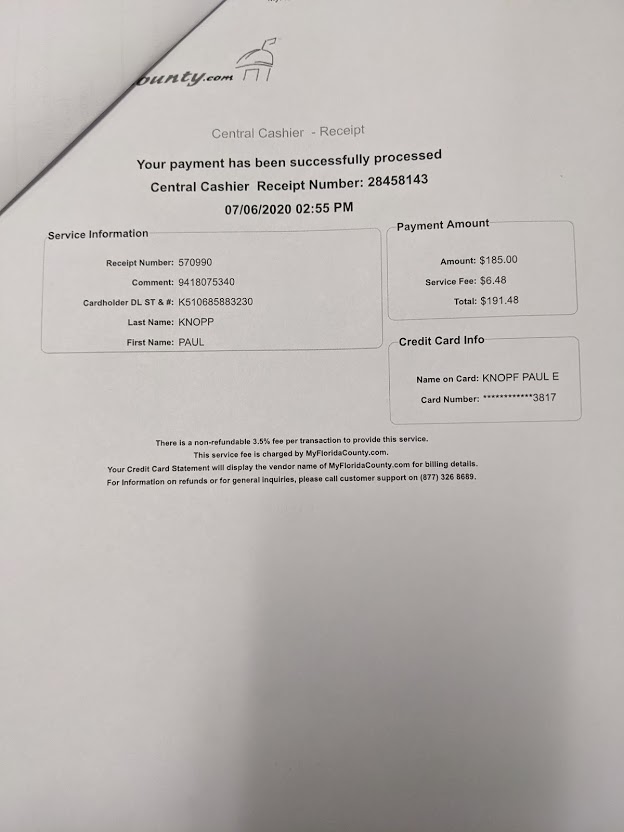 ounty.com
Central Cashier - Receipt
Your payment has been successfully processed
Central Cashier Receipt Number: 28458143
07/06/2020 02:55 PM
Service Information
Receipt Number: 570990
Comment: 9418075340
Cardholder DL ST & #: K510685883230
Last Name: KNOPP
First Name: PAUL
Payment Amount
Amount: $185.00
Service Fee: $6.48
Total: $191.48
Credit Card Info
Name on Card: KNOPF PAUL E
Card Number: ************3817
There is a non-refundable 3.5% fee per transaction to provide this service.
This service fee is charged by MyFloridaCounty.com.
Your Credit Card Statement will display the vendor name of MyFloridaCounty.com for billing details.
For Information on refunds or for general inquiries, please call customer support on (877) 326 8689.